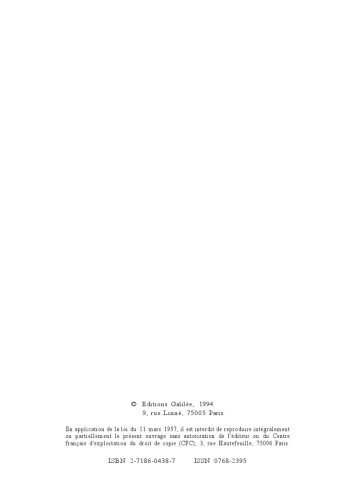 © Editions Galilée, 1994
9, rue Linné, 75005 Paris
En application de la loi du 11 mars 1957, il est interdit de reproduire intégralement
ou partiellement le présent ouvrage sans autorisation de l'éditeur ou du Centre
français d'exploitation du droit de copie (CFC), 3, rue Hautefeuille, 75006 Paris.
ISBN 2-7186-0438-7 ISSN 0768-2395